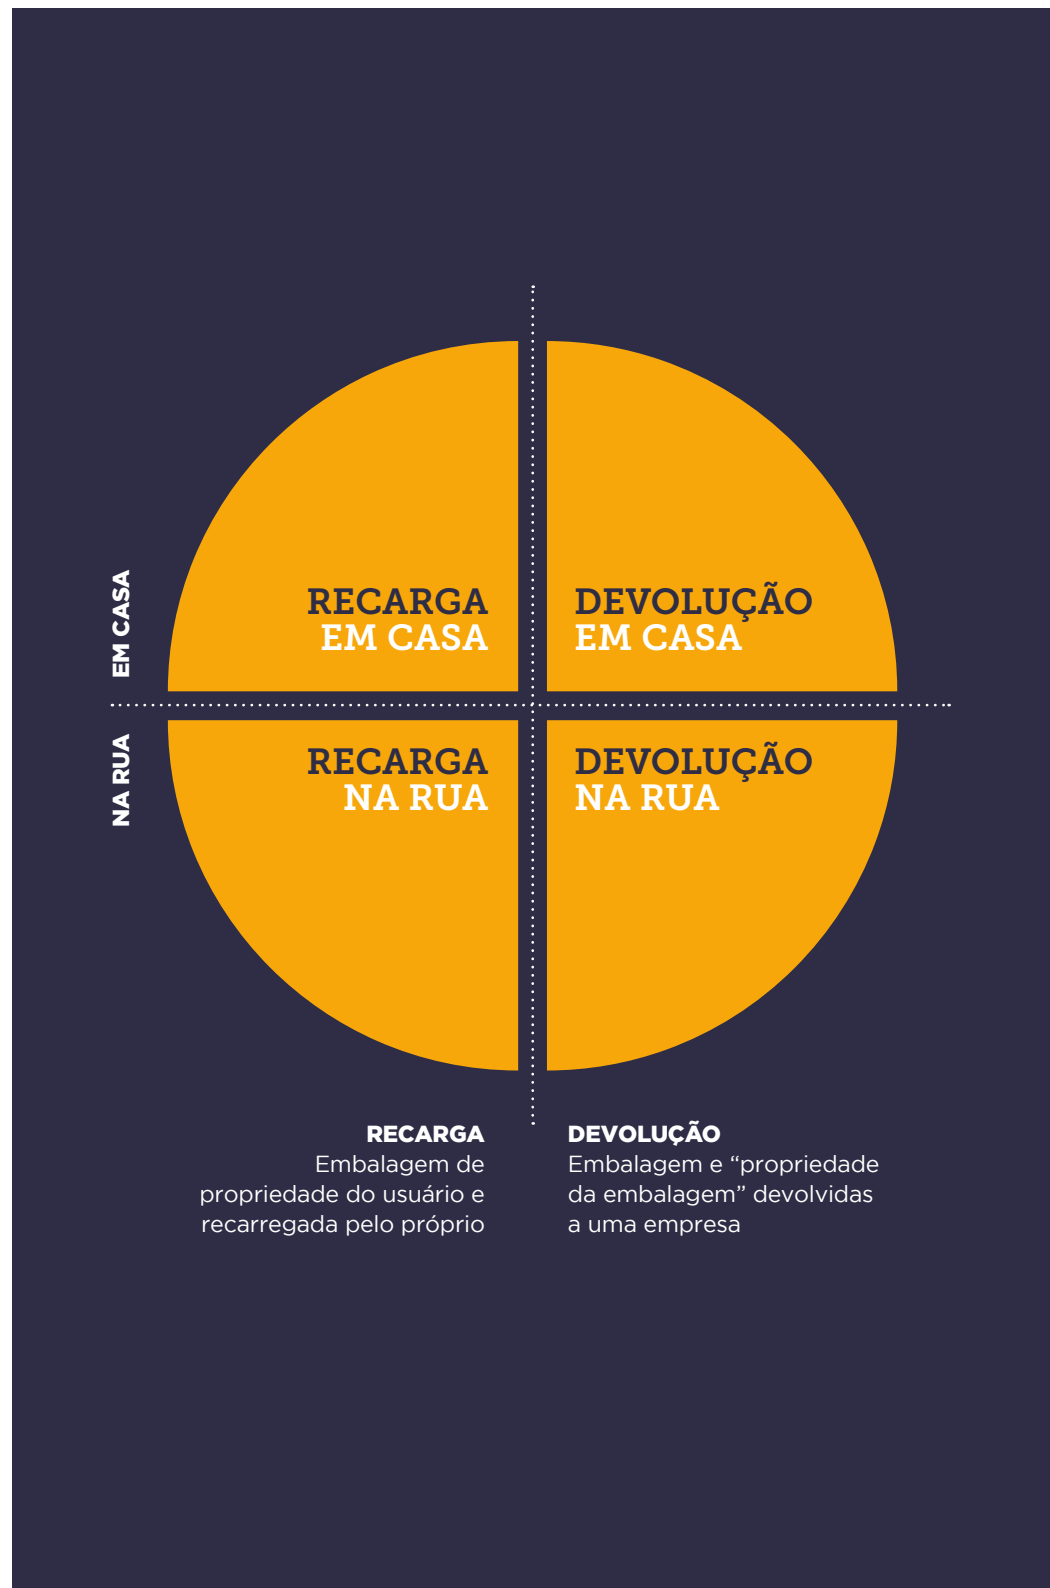 EM CASA
RECARGA
EM CASA
DEVOLUÇÃO
EM CASA
NA RUA
RECARGA
NA RUA
DEVOLUÇÃO
NA RUA
RECARGA
Embalagem de
propriedade do usuário e
recarregada pelo próprio
DEVOLUÇÃO
Embalagem e “propriedade
da embalagem” devolvidas
a uma empresa